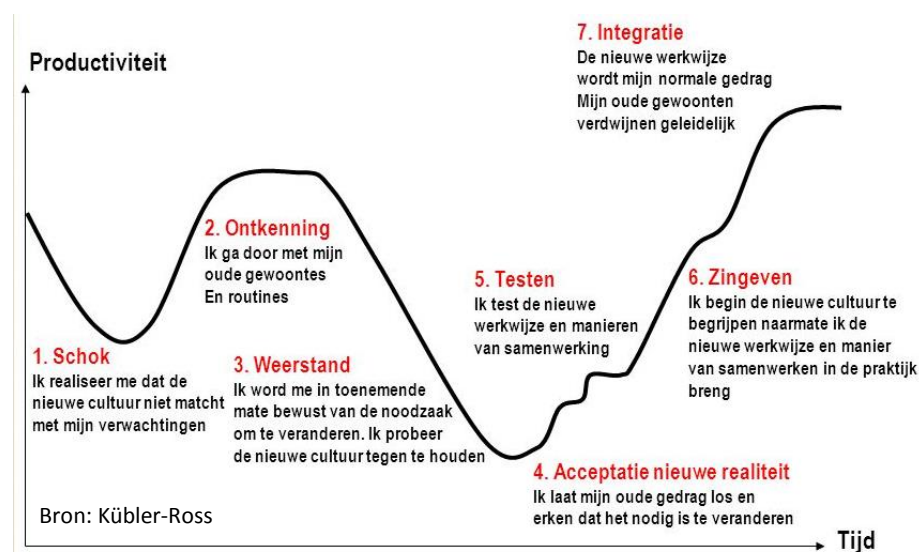 Productiviteit
1. Schok
Ik realiseer me dat de
nieuwe cultuur niet matcht
met mijn verwachtingen
2. Ontkenning
Ik ga door met mijn
oude gewoontes
En routines
3. Weerstand
Ik word me in toenemende
mate bewust van de noodzaak
om te veranderen. Ik probeer
de nieuwe cultuur tegen te houden
4. Acceptatie nieuwe realiteit
Ik laat mijn oude gedrag los en
erken dat het nodig is te veranderen
5. Testen
Ik test de nieuwe
werkwijze en manieren
van samenwerking
6. Zingeven
Ik begin de nieuwe cultuur te
begrijpen naarmate ik de
nieuwe werkwijze en manier
van samenwerken in de praktijk
breng
7. Integratie
De nieuwe werkwijze
wordt mijn normale gedrag
Mijn oude gewoonten
verdwijnen geleidelijk
Bron: Kübler-Ross
Tijd